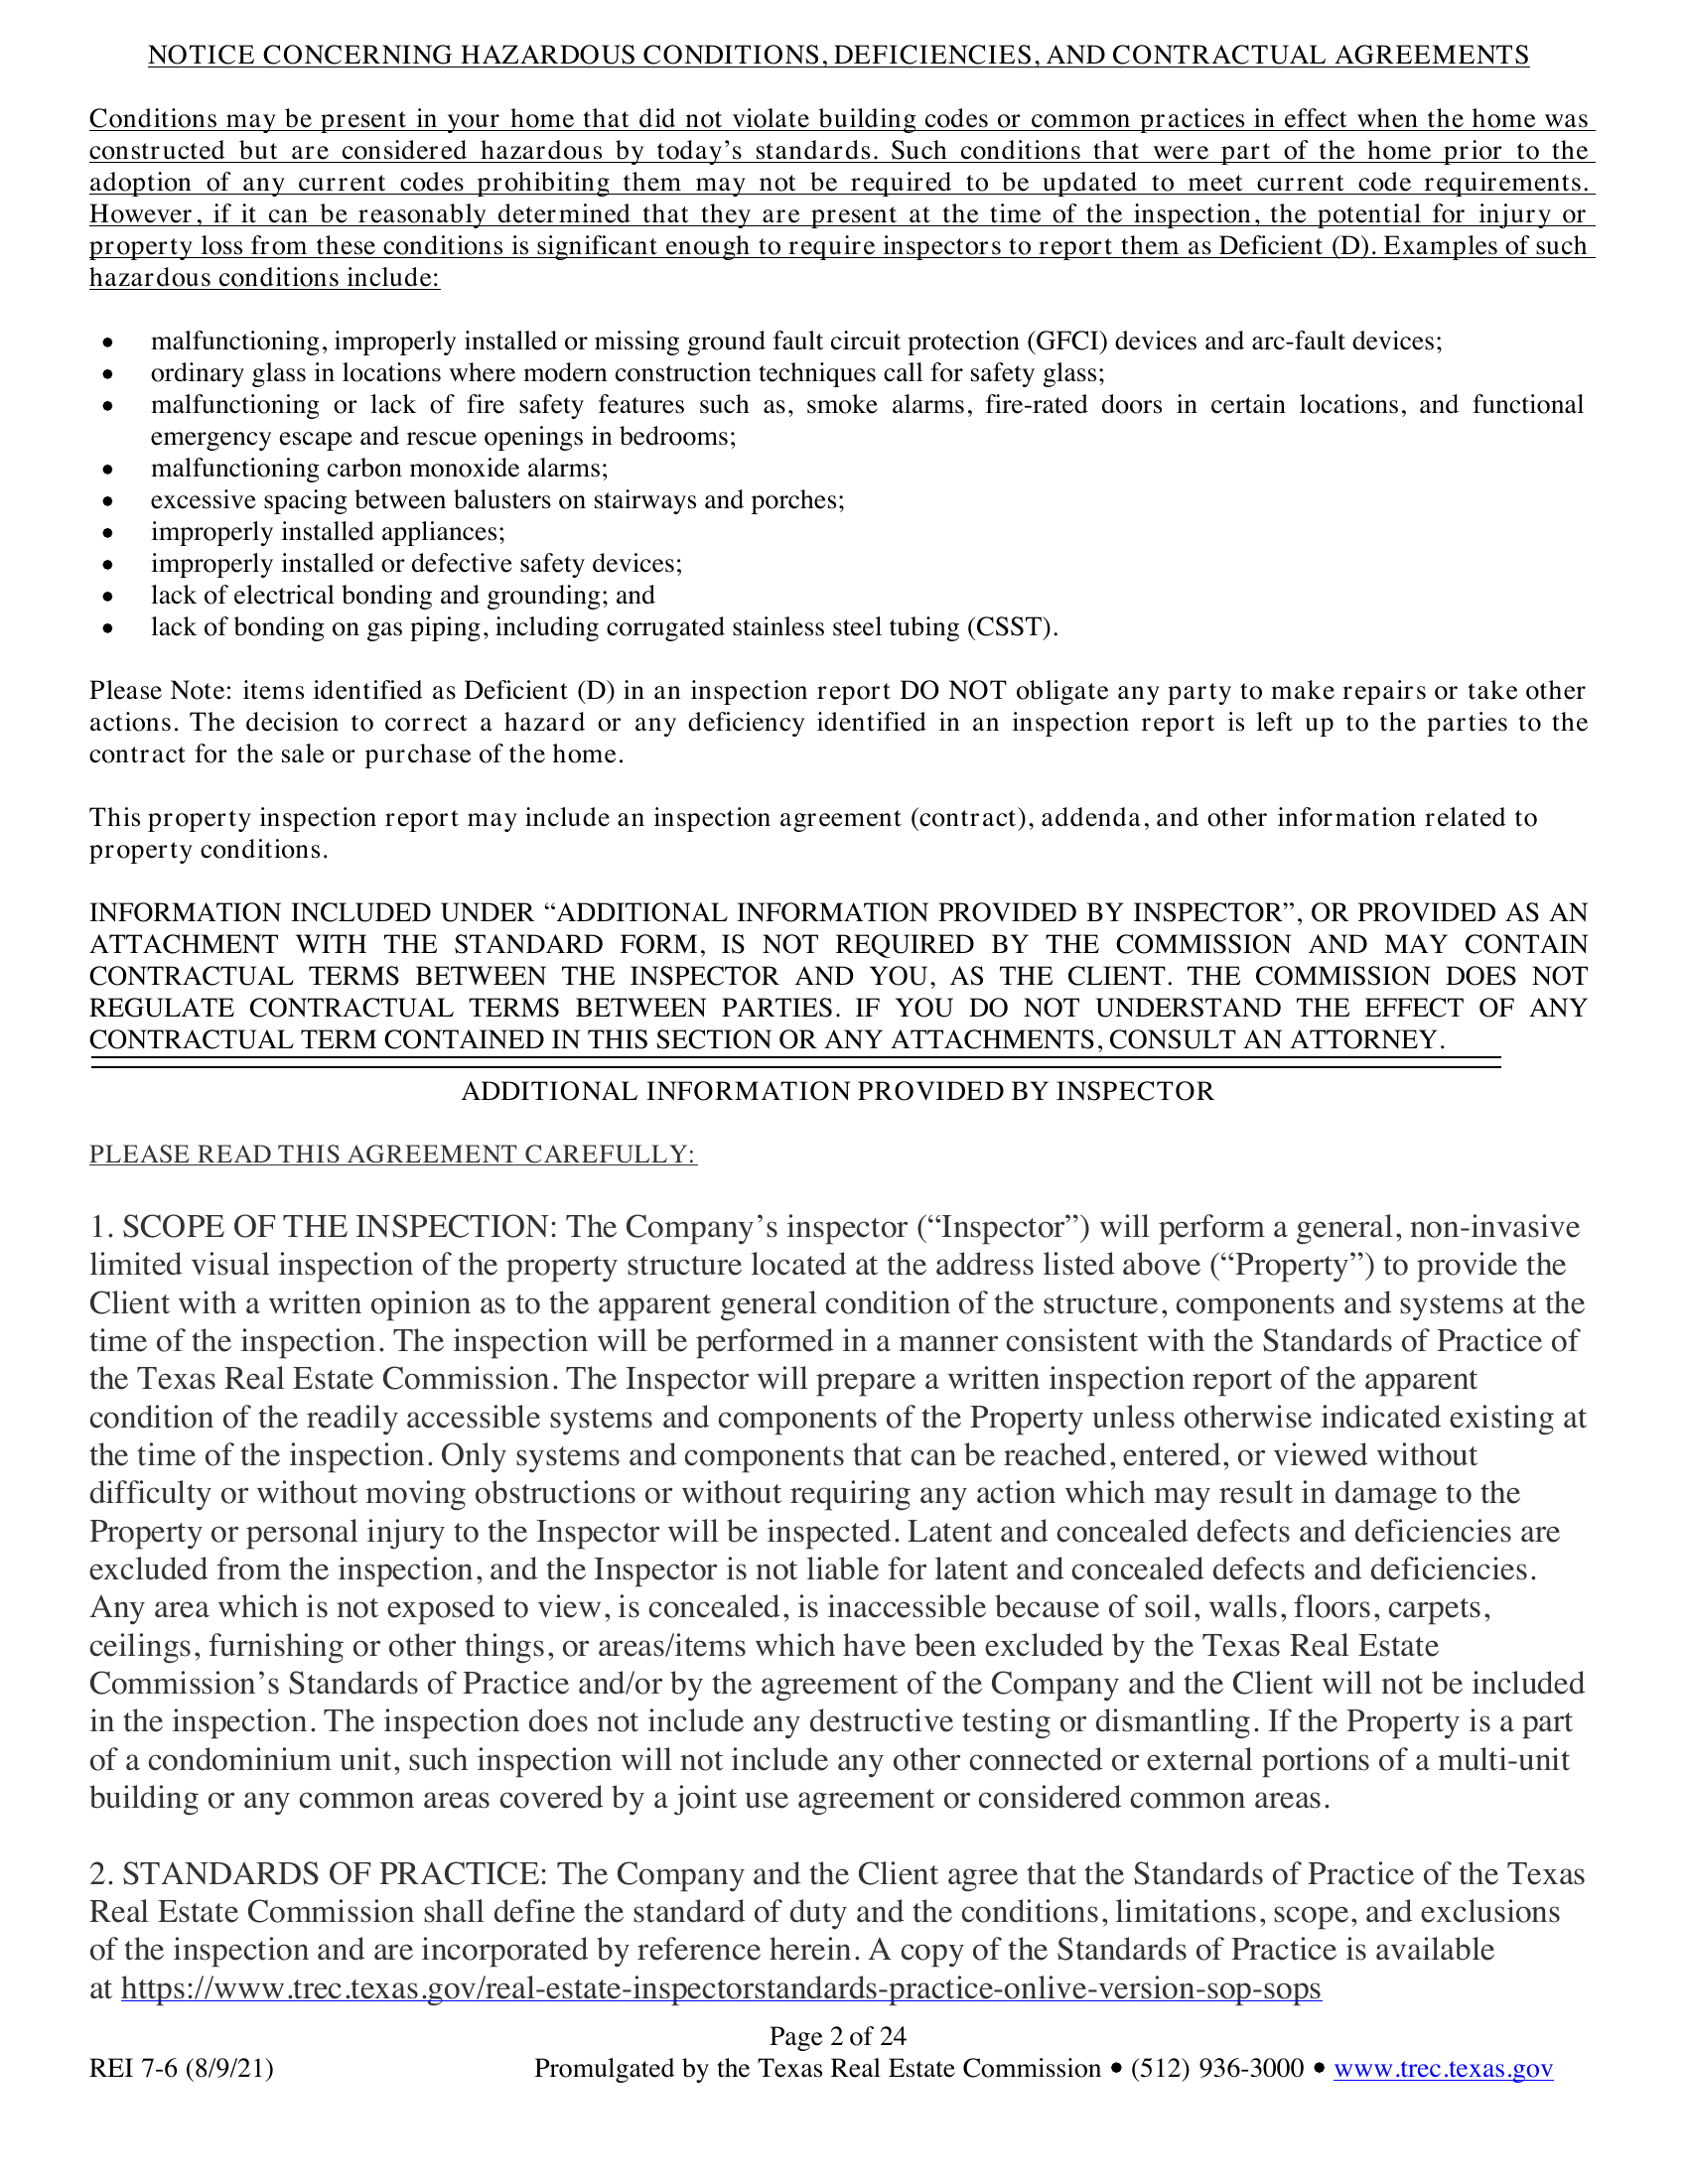 NOTICE CONCERNING HAZARDOUS CONDITIONS, DEFICIENCIES, AND CONTRACTUAL AGREEMENTS
Conditions may be present in your home that did not violate building codes or common practices in effect when the home was
constructed but are considered hazardous by today’s standards. Such conditions that were part of the home prior to the
adoption of any current codes prohibiting them may not be required to be updated to meet current code requirements.
However, if it can be reasonably determined that they are present at the time of the inspection, the potential for injury or
property loss from these conditions is significant enough to require inspectors to report them as Deficient (D). Examples of such
hazardous conditions include:
• malfunctioning, improperly installed or missing ground fault circuit protection (GFCI) devices and arc-fault devices;
• ordinary glass in locations where modern construction techniques call for safety glass;
• malfunctioning or lack of fire safety features such as, smoke alarms, fire-rated doors in certain locations, and functional
emergency escape and rescue openings in bedrooms;
• malfunctioning carbon monoxide alarms;
• excessive spacing between balusters on stairways and porches;
• improperly installed appliances;
• improperly installed or defective safety devices;
• lack of electrical bonding and grounding; and
• lack of bonding on gas piping, including corrugated stainless steel tubing (CSST).
Please Note: items identified as Deficient (D) in an inspection report DO NOT obligate any party to make repairs or take other
actions. The decision to correct a hazard or any deficiency identified in an inspection report is left up to the parties to the
contract for the sale or purchase of the home.
This property inspection report may include an inspection agreement (contract), addenda, and other information related to
property conditions.
INFORMATION INCLUDED UNDER “ADDITIONAL INFORMATION PROVIDED BY INSPECTOR”, OR PROVIDED AS AN
ATTACHMENT WITH THE STANDARD FORM, IS NOT REQUIRED BY THE COMMISSION AND MAY CONTAIN
CONTRACTUAL TERMS BETWEEN THE INSPECTOR AND YOU, AS THE CLIENT. THE COMMISSION DOES NOT
REGULATE CONTRACTUAL TERMS BETWEEN PARTIES. IF YOU DO NOT UNDERSTAND THE EFFECT OF ANY
CONTRACTUAL TERM CONTAINED IN THIS SECTION OR ANY ATTACHMENTS, CONSULT AN ATTORNEY.
ADDITIONAL INFORMATION PROVIDED BY INSPECTOR
PLEASE READ THIS AGREEMENT CAREFULLY:
1. SCOPE OF THE INSPECTION: The Company’s inspector (“Inspector”) will perform a general, non-invasive
limited visual inspection of the property structure located at the address listed above (“Property”) to provide the
Client with a written opinion as to the apparent general condition of the structure, components and systems at the
time of the inspection. The inspection will be performed in a manner consistent with the Standards of Practice of
the Texas Real Estate Commission. The Inspector will prepare a written inspection report of the apparent
condition of the readily accessible systems and components of the Property unless otherwise indicated existing at
the time of the inspection. Only systems and components that can be reached, entered, or viewed without
difficulty or without moving obstructions or without requiring any action which may result in damage to the
Property or personal injury to the Inspector will be inspected. Latent and concealed defects and deficiencies are
excluded from the inspection, and the Inspector is not liable for latent and concealed defects and deficiencies.
Any area which is not exposed to view, is concealed, is inaccessible because of soil, walls, floors, carpets,
ceilings, furnishing or other things, or areas/items which have been excluded by the Texas Real Estate
Commission’s Standards of Practice and/or by the agreement of the Company and the Client will not be included
in the inspection. The inspection does not include any destructive testing or dismantling. If the Property is a part
of a condominium unit, such inspection will not include any other connected or external portions of a multi-unit
building or any common areas covered by a joint use agreement or considered common areas.
2. STANDARDS OF PRACTICE: The Company and the Client agree that the Standards of Practice of the Texas
Real Estate Commission shall define the standard of duty and the conditions, limitations, scope, and exclusions
of the inspection and are incorporated by reference herein. A copy of the Standards of Practice is available
at https://www.trec.texas.gov/real-estate-inspectorstandards-practice-onlive-version-sop-sops
Page 2 of 24
REI 7-6 (8/9/21) Promulgated by the Texas Real Estate Commission • (512) 936-3000 • www.trec.texas.gov